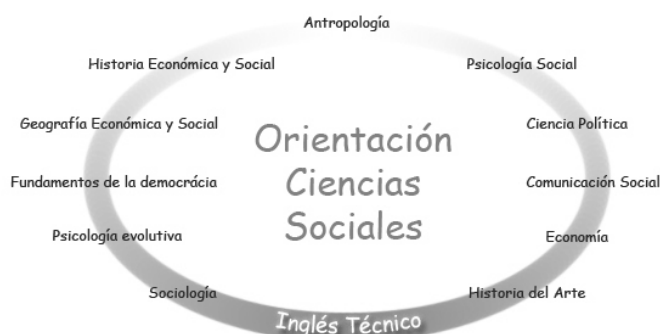 Antropología
Historia Económica y Social
Psicología Social
Geografía Económica y Social
Ciencia Política
Orientación
Ciencias
Sociales
Fundamentos de la democrácia
Comunicación Social
Psicología evolutiva
Economía
Sociología
Historia del Arte
Inglés Técnico